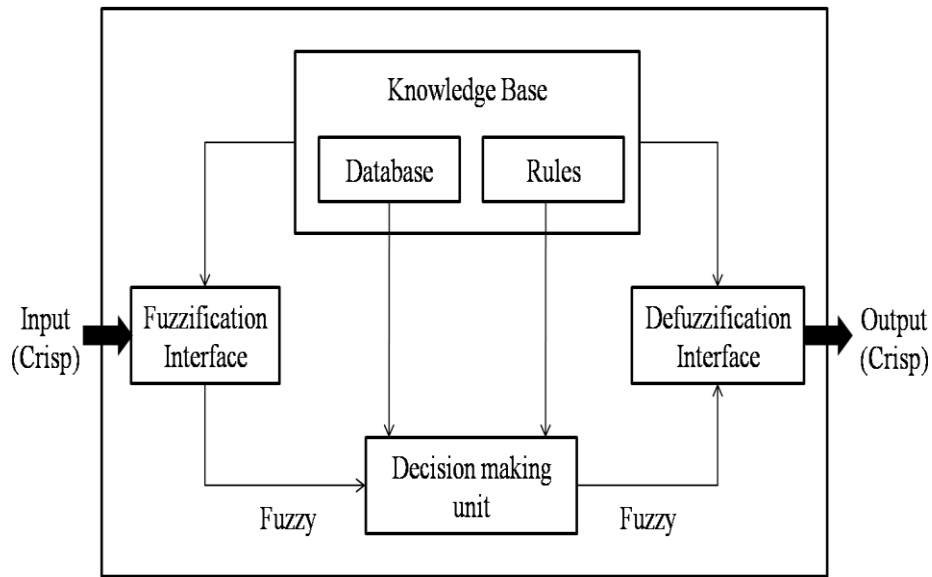 Knowledge Base
Database
Rules
Input
(Crisp)
Fuzzification
Interface
Defuzzification
Interface
Output
(Crisp)
Decision making
unit
Fuzzy
Fuzzy